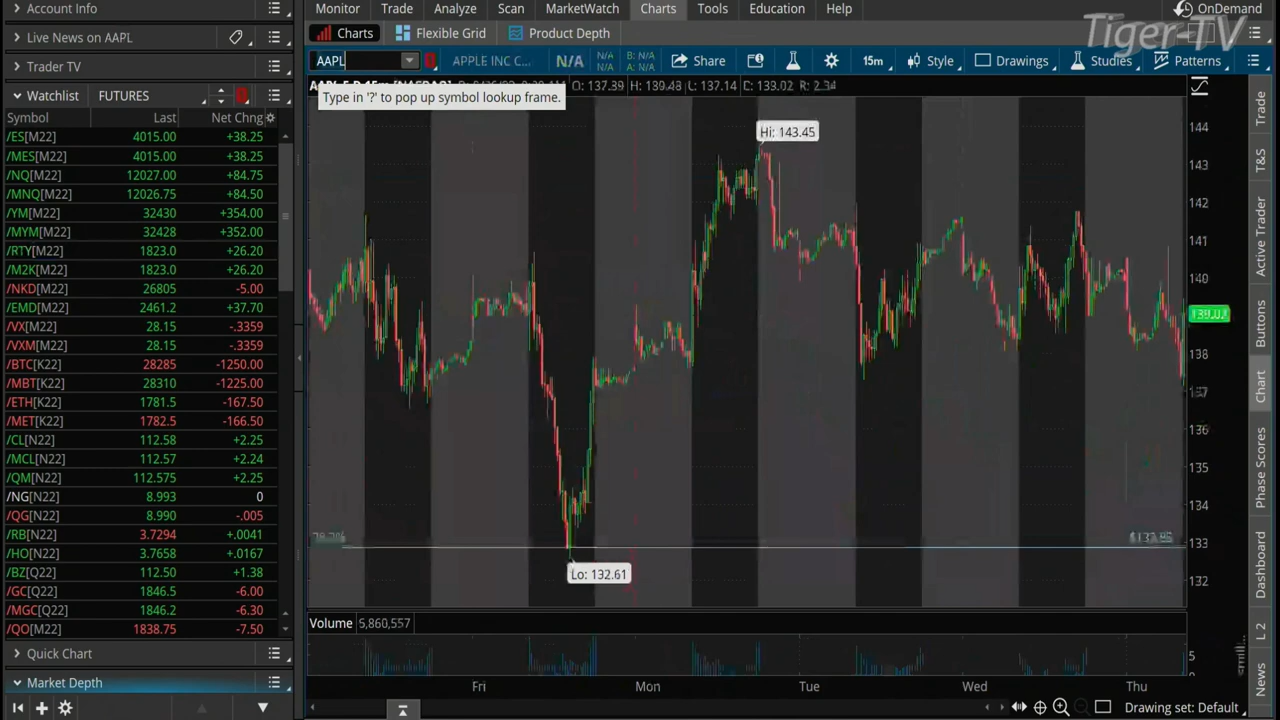 Account Info
Monitor Trade Analyze Scan MarketWatch Charts Tools Education Help
OnDemand
Tiger-TV
Live News on AAPL
Charts Flexible Grid Product Depth
Trader TV
AAPL APPLE INC C... N/A N/A N/A B: N/A A: N/A Share 15m Style Drawings Studies Patterns
O: 137.39 H: 139.43 L: 137.14 C: 139.02 R: 2.34
Type in '?' to pop up symbol lookup frame.
Watchlist FUTURES
Symbol Last Net Chng
/ES[M22] 4015.00 +38.25
/MES[M22] 4015.00 +38.25
/NQ[M22] 12027.00 +84.75
/MNQ[M22] 12026.75 +84.50
/YM[M22] 32430 +354.00
/MYM[M22] 32428 +352.00
/RTY[M22] 1823.0 +26.20
/M2K[M22] 1823.0 +26.20
/NKD[M22] 26805 -5.00
/EMD[M22] 2461.2 +37.70
/VX[M22] 28.15 -.3359
/VXM[M22] 28.15 -.3359
/BTC[K22] 28285 -1250.00
/MBT[K22] 28310 -1225.00
/ETH[K22] 1781.5 -167.50
/MET[K22] 1782.5 -166.50
/CL[N22] 112.58 +2.25
/MCL[N22] 112.57 +2.24
/QM[N22] 112.575 +2.25
/NG[N22] 8.993 0
/QG[N22] 8.990 -.005
/RB[N22] 3.7294 +.0041
/HO[N22] 3.7658 +.0167
/BZ[Q22] 112.50 +1.38
/GC[Q22] 1846.5 -6.00
/MGC[Q22] 1846.2 -6.30
/QO[M22] 1838.75 -7.50
Quick Chart
Market Depth
Hi: 143.45
Lo: 132.61
144
143
142
141
140
139.02
138
137
136
135
134
133
132
Volume 5,860,557
5
Fri Mon Tue Wed Thu
Drawing set: Default
Trade
T&S
Active Trader
Buttons
Chart
Phase Scores
Dashboard
L 2
News